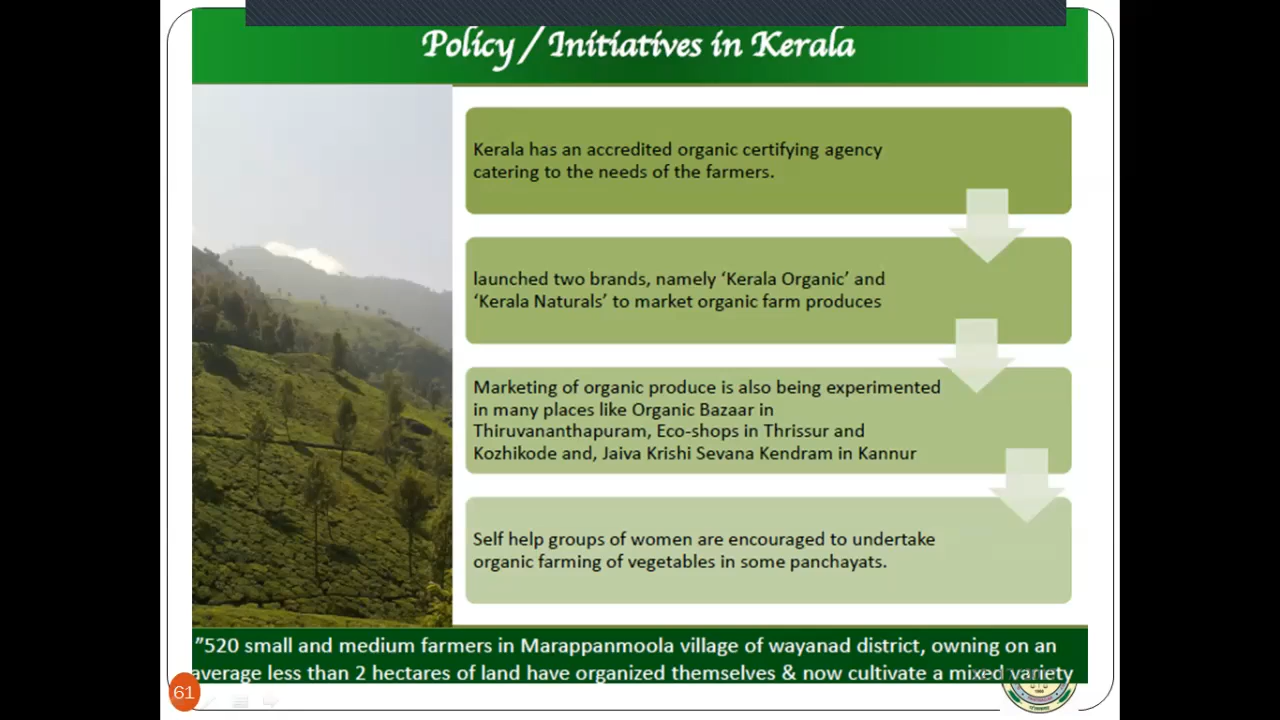 Policy / Initiatives in Kerala
Kerala has an accredited organic certifying agency
catering to the needs of the farmers.
launched two brands, namely ‘Kerala Organic’ and
‘Kerala Naturals’ to market organic farm produces
Marketing of organic produce is also being experimented
in many places like Organic Bazaar in
Thiruvananthapuram, Eco-shops in Thrissur and
Kozhikode and, Jaiva Krishi Sevana Kendram in Kannur
Self help groups of women are encouraged to undertake
organic farming of vegetables in some panchayats.
”520 small and medium farmers in Marappanmoola village of wayanad district, owning on an
average less than 2 hectares of land have organized themselves & now cultivate a mixed variety
61